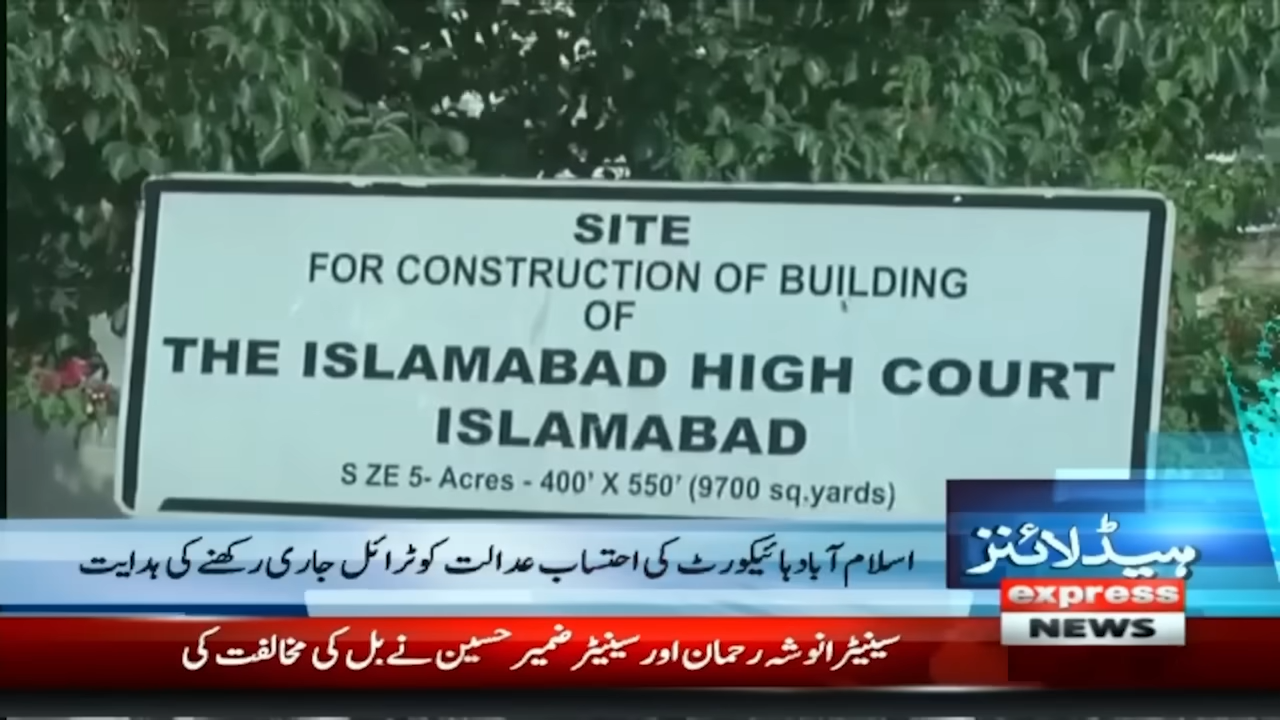 SITE
FOR CONSTRUCTION OF BUILDING
OF
THE ISLAMABAD HIGH COURT
ISLAMABAD
S ZE 5- Acres - 400' X 550' (9700 sq.yards)
ہیڈلائنز
اسلام آباد ہائیکورٹ کی احتساب عدالت کو ٹرائل جاری رکھنے کی ہدایت
express
NEWS
سینیٹر انوشہ رحمان اور سینیٹر ضمیر حسین نے بل کی مخالفت کی